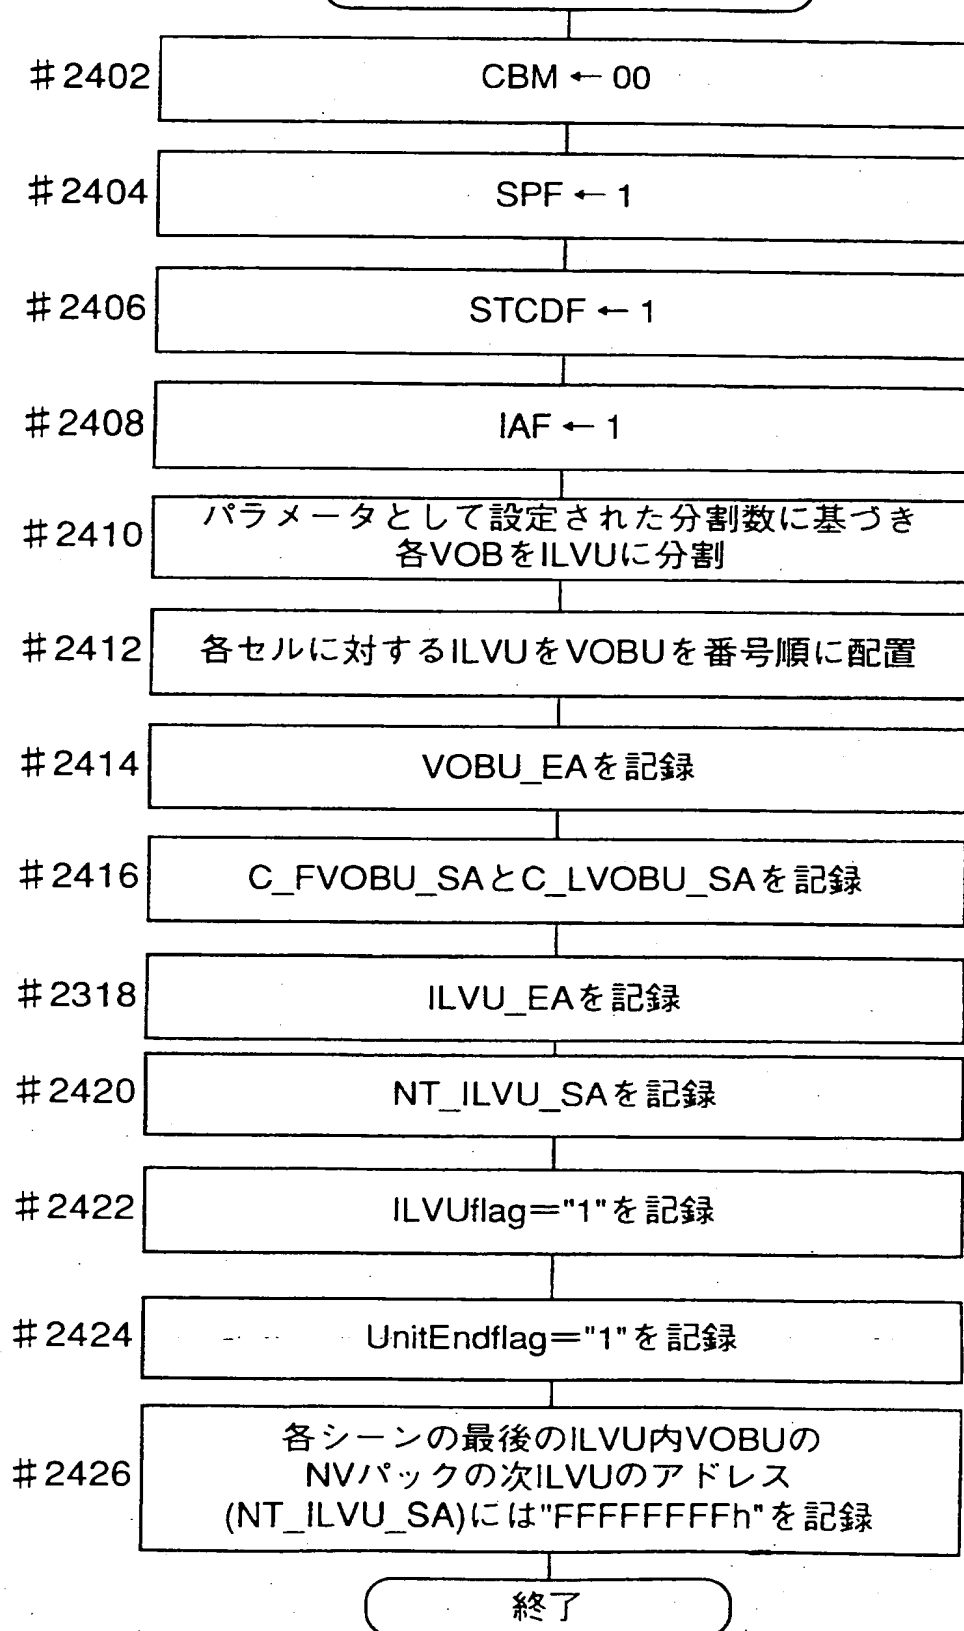 #2402 CBM ← 00
#2404 SPF ← 1
#2406 STCDF ← 1
#2408 IAF ← 1
#2410 パラメータとして設定された分割数に基づき
各VOBをILVUに分割
#2412 各セルに対するILVUをVOBUを番号順に配置
#2414 VOBU_EAを記録
#2416 C_FVOBU_SAとC_LVOBU_SAを記録
#2318 ILVU_EAを記録
#2420 NT_ILVU_SAを記録
#2422 ILVUflag="1"を記録
#2424 UnitEndflag="1"を記録
#2426 各シーンの最後のILVU内VOBUの
NVパックの次ILVUのアドレス
(NT_ILVU_SA)には"FFFFFFFFh"を記録
終了